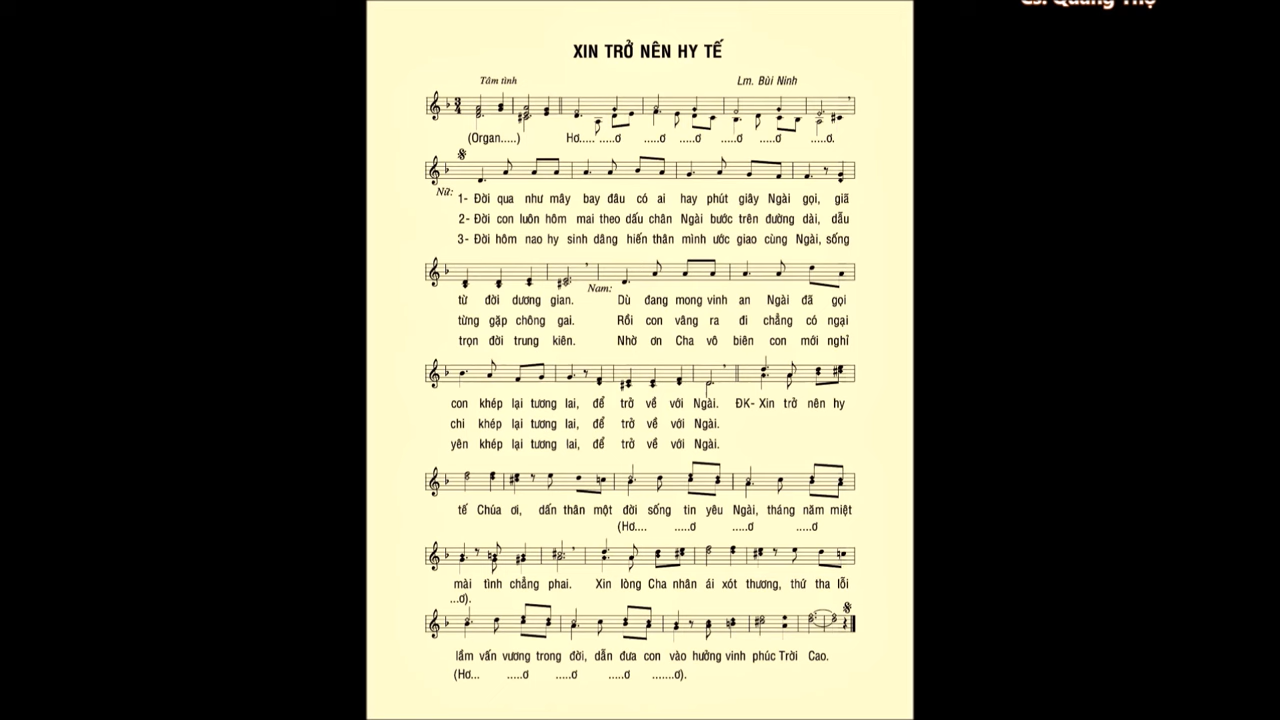 Cs. Quang Thọ
XIN TRỞ NÊN HY TẾ
Tâm tình
Lm. Bùi Ninh
(Organ.....) Hơ..... .....ơ .....ơ .....ơ .....ơ .....ơ .....ơ.
Nữ:
1- Đời qua như mây bay đâu có ai hay phút giây Ngài gọi, giã
2- Đời con luôn hôm mai theo dấu chân Ngài bước trên đường dài, dẫu
3- Đời hôm nao hy sinh dâng hiến thân mình ước giao cùng Ngài, sống
Nam:
từ đời dương gian. Dù đang mong vinh an Ngài đã gọi
từng gặp chông gai. Rồi con vâng ra đi chẳng có ngại
trọn đời trung kiên. Nhờ ơn Cha vô biên con mới nghỉ
con khép lại tương lai, để trở về với Ngài. ĐK- Xin trở nên hy
chi khép lại tương lai, để trở về với Ngài.
yên khép lại tương lai, để trở về với Ngài.
tế Chúa ơi, dấn thân một đời sống tin yêu Ngài, tháng năm miệt
(Hơ.... .....ơ .....ơ .....ơ
mài tình chẳng phai. Xin lòng Cha nhân ái xót thương, thứ tha lỗi
...ơ).
lầm vấn vương trong đời, dẫn đưa con vào hưởng vinh phúc Trời Cao.
(Hơ... .....ơ .....ơ .....ơ .......ơ).